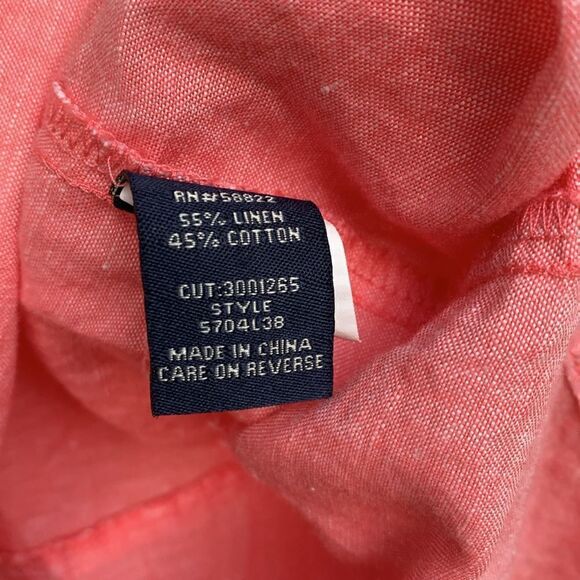 RN#58822
55% LINEN
45% COTTON
CUT:3001265
STYLE
5704L38
MADE IN CHINA
CARE ON REVERSE